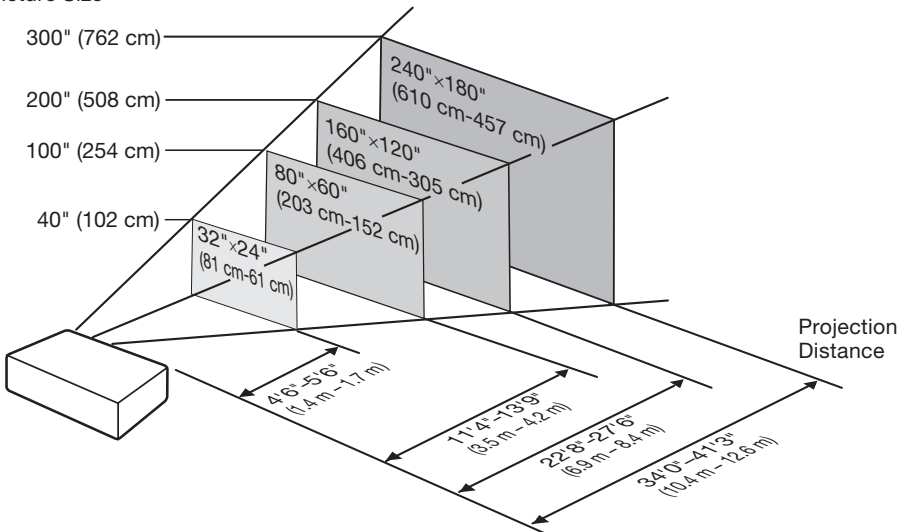 300" (762 cm)
200" (508 cm)
100" (254 cm)
40" (102 cm)
240"×180"
(610 cm-457 cm)
160"×120"
(406 cm-305 cm)
80"×60"
(203 cm-152 cm)
32"×24"
(81 cm-61 cm)
Projection
Distance
4'6"–5'6"
(1.4 m – 1.7 m)
11'4"–13'9"
(3.5 m – 4.2 m)
22'8"–27'6"
(6.9 m – 8.4 m)
34'0"–41'3"
(10.4 m – 12.6 m)